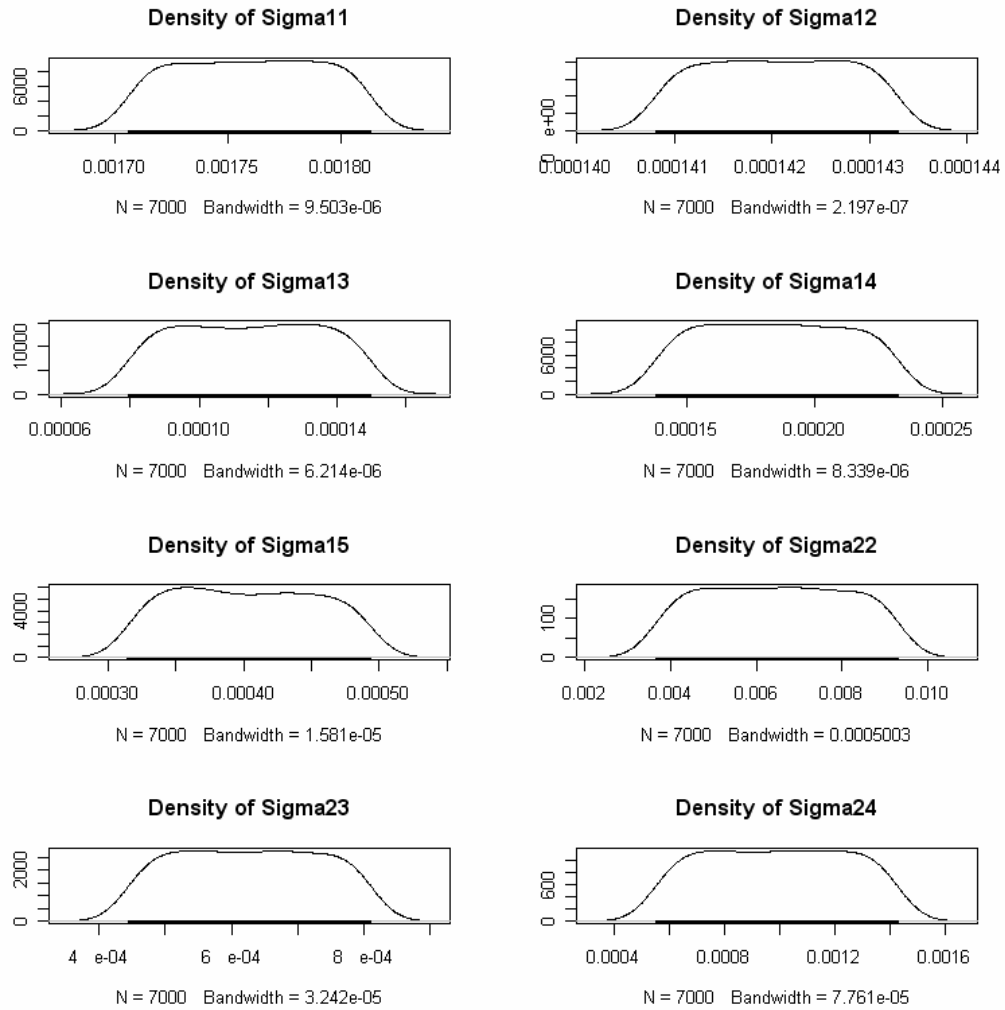 Density of Sigma11
6000
0
0.00170 0.00175 0.00180
N = 7000 Bandwidth = 9.503e-06
Density of Sigma12
0 e+00
0.000140 0.000141 0.000142 0.000143 0.000144
N = 7000 Bandwidth = 2.197e-07
Density of Sigma13
10000
0
0.00006 0.00010 0.00014
N = 7000 Bandwidth = 6.214e-06
Density of Sigma14
6000
0
0.00015 0.00020 0.00025
N = 7000 Bandwidth = 8.339e-06
Density of Sigma15
4000
0
0.00030 0.00040 0.00050
N = 7000 Bandwidth = 1.581e-05
Density of Sigma22
100
0
0.002 0.004 0.006 0.008 0.010
N = 7000 Bandwidth = 0.0005003
Density of Sigma23
2000
0
4 e-04 6 e-04 8 e-04
N = 7000 Bandwidth = 3.242e-05
Density of Sigma24
600
0
0.0004 0.0008 0.0012 0.0016
N = 7000 Bandwidth = 7.761e-05